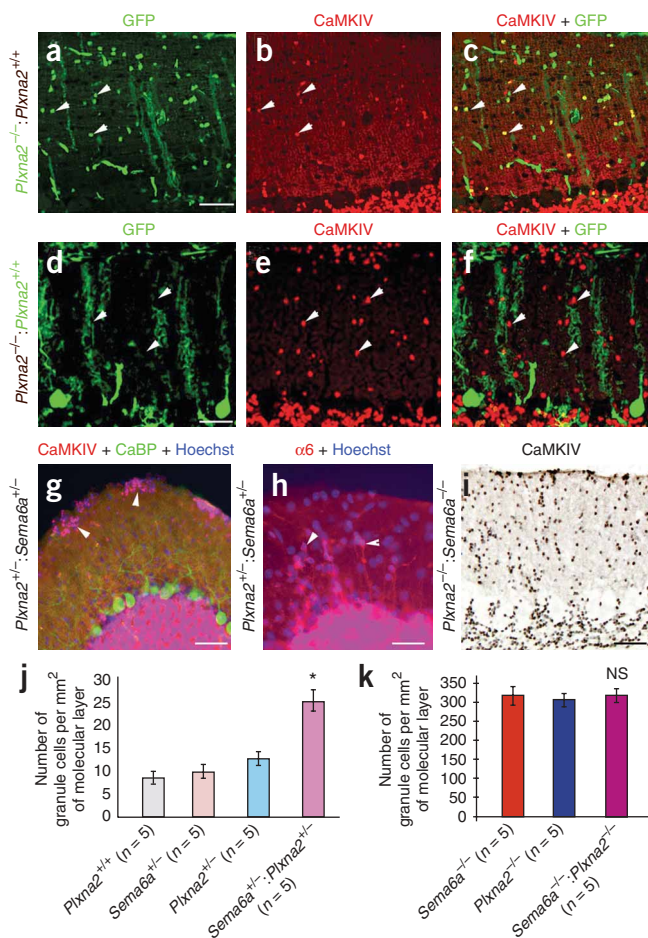 a GFP
b CaMKIV
c CaMKIV + GFP
Plxna2−/−:Plxna2+/+
d GFP
e CaMKIV
f CaMKIV + GFP
Plxna2−/−:Plxna2+/+
g CaMKIV + CaBP + Hoechst
h α6 + Hoechst
i CaMKIV
Plxna2+/−:Sema6a+/−
Plxna2+/−:Sema6a+/−
Plxna2−/−:Sema6a−/−
j
Number of
granule cells per mm2
of molecular layer
30
25
20
15
10
5
0
*
Plxna2+/+ (n = 5)
Sema6a+/− (n = 5)
Plxna2+/− (n = 5)
Sema6a+/−:Plxna2+/−
(n = 5)
k
Number of
granule cells per mm2
of molecular layer
350
300
250
200
150
100
50
0
NS
Sema6a−/− (n = 5)
Plxna2−/− (n = 5)
Sema6a−/−:Plxna2−/−
(n = 5)